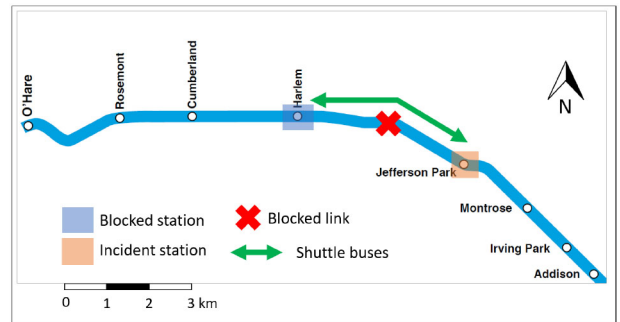 O'Hare
Rosemont
Cumberland
Harlem
N
Jefferson Park
Montrose
Irving Park
Addison
Blocked station
Blocked link
Incident station
Shuttle buses
0 1 2 3 km